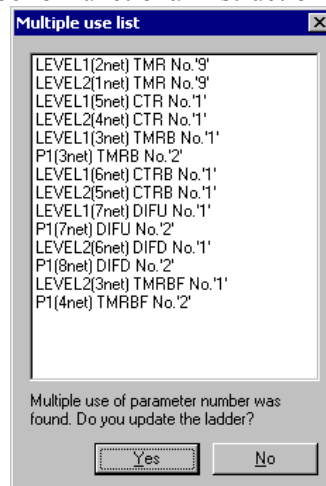 Multiple use list
LEVEL1(2net) TMR No.'9'
LEVEL2(1net) TMR No.'9'
LEVEL1(5net) CTR No.'1'
LEVEL2(4net) CTR No.'1'
LEVEL1(3net) TMRB No.'1'
P1(3net) TMRB No.'2'
LEVEL1(6net) CTRB No.'1'
LEVEL2(5net) CTRB No.'1'
LEVEL1(7net) DIFU No.'1'
P1(7net) DIFU No.'2'
LEVEL2(6net) DIFD No.'1'
P1(8net) DIFD No.'2'
LEVEL2(3net) TMRBF No.'1'
P1(4net) TMRBF No.'2'
Multiple use of parameter number was
found. Do you update the ladder?
Yes No